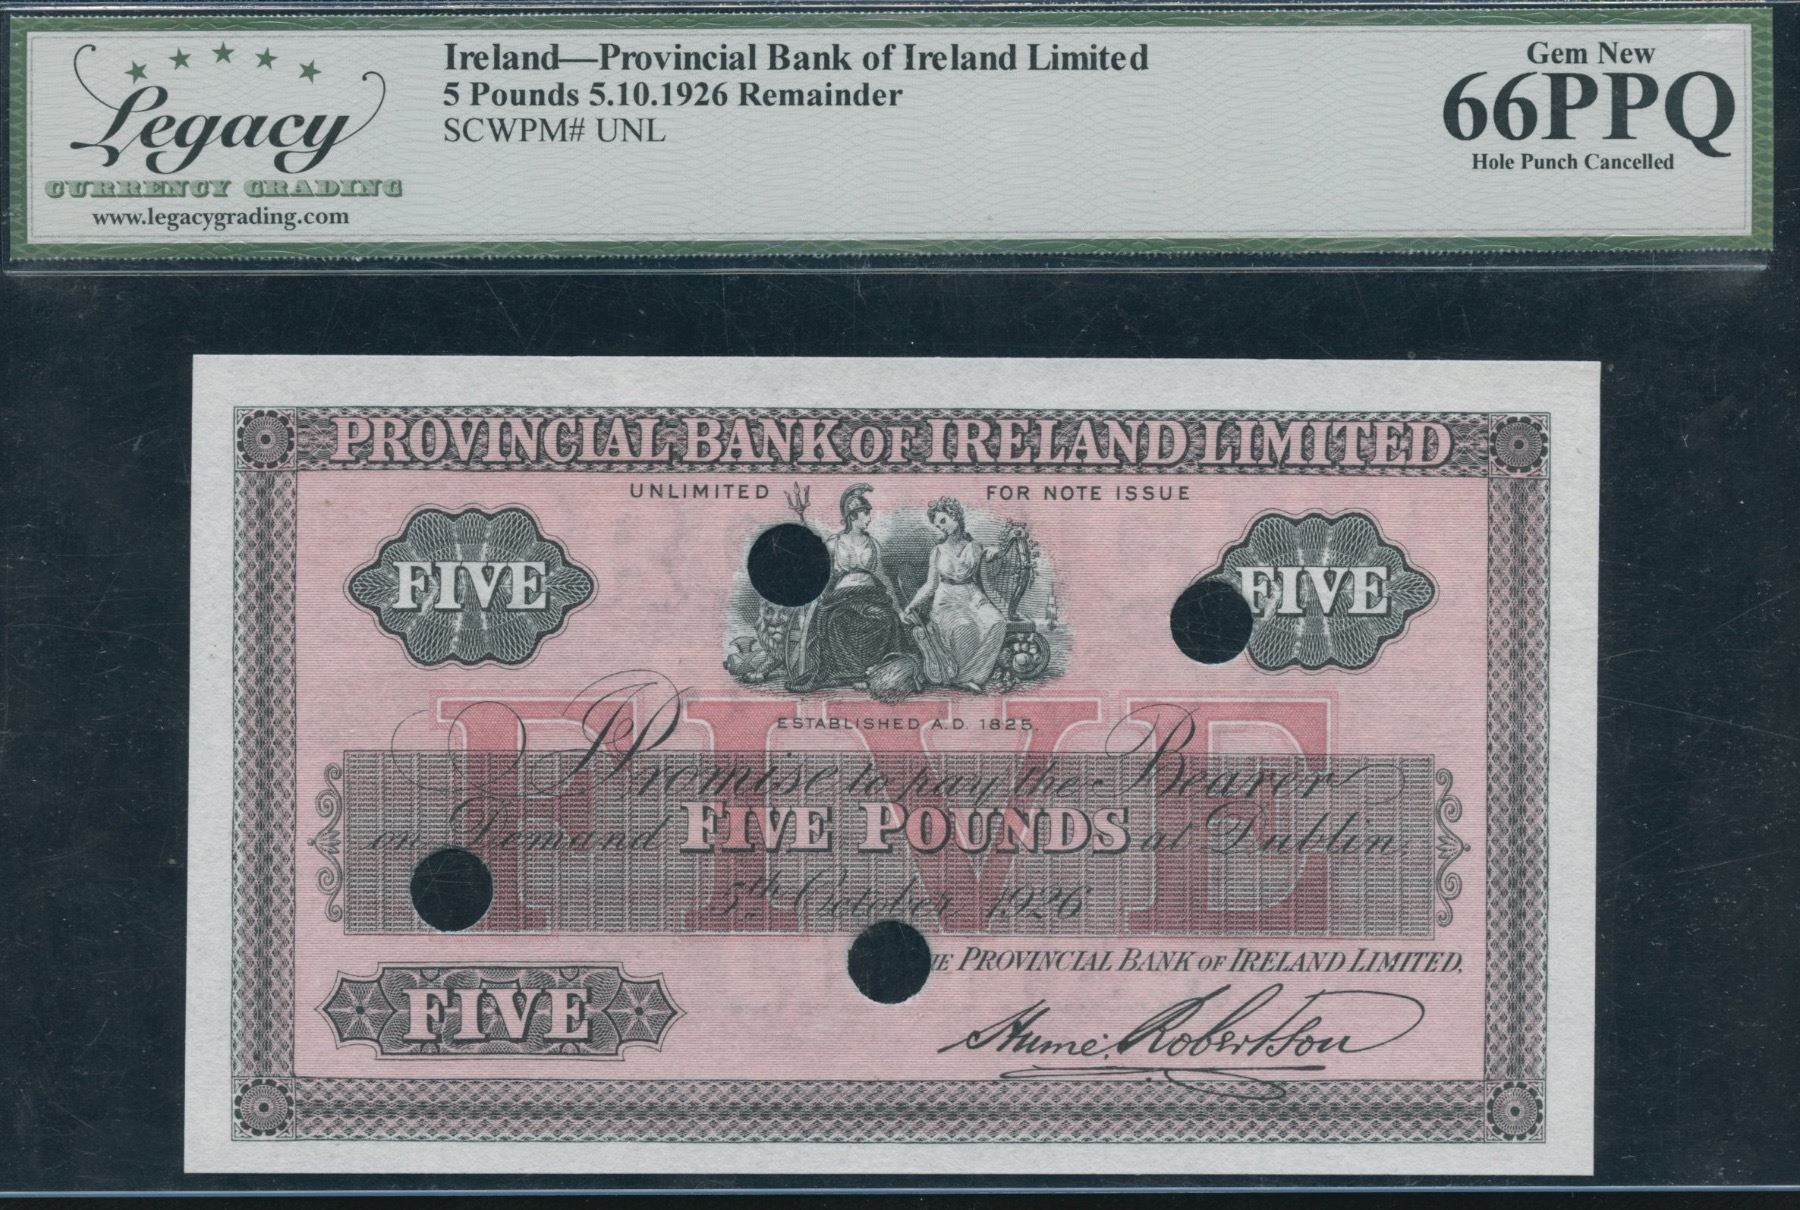 Legacy
CURRENCY GRADING
www.legacygrading.com
Ireland—Provincial Bank of Ireland Limited
5 Pounds 5.10.1926 Remainder
SCWPM# UNL
Gem New
66PPQ
Hole Punch Cancelled
PROVINCIAL BANK OF IRELAND LIMITED
UNLIMITED FOR NOTE ISSUE
FIVE FIVE
FIVE
ESTABLISHED A.D. 1825.
I Promise to pay the Bearer
on Demand FIVE POUNDS at Dublin.
5th October 1926
PROVINCIAL BANK OF IRELAND LIMITED,
FIVE
Hume Robertson